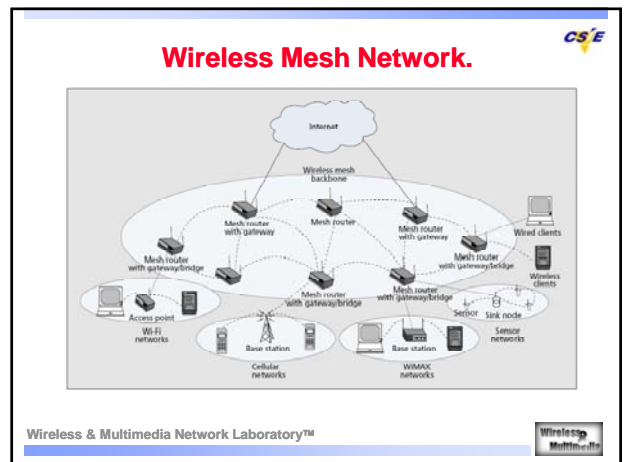 CSIE
Wireless Mesh Network.
Internet
Wireless mesh
backbone
Mesh router
with gateway
Mesh router
Mesh router
with gateway
Wired clients
Mesh router
with gateway/bridge
Mesh router
with gateway/bridge
Wireless
clients
Mesh router
with gateway/bridge
Mesh router
with gateway/bridge
Access point
Wi-Fi
networks
Base station
Cellular
networks
Base station
WiMAX
networks
Sensor
Sink node
Sensor
networks
Wireless & Multimedia Network Laboratory™
Wireless
Multimedia